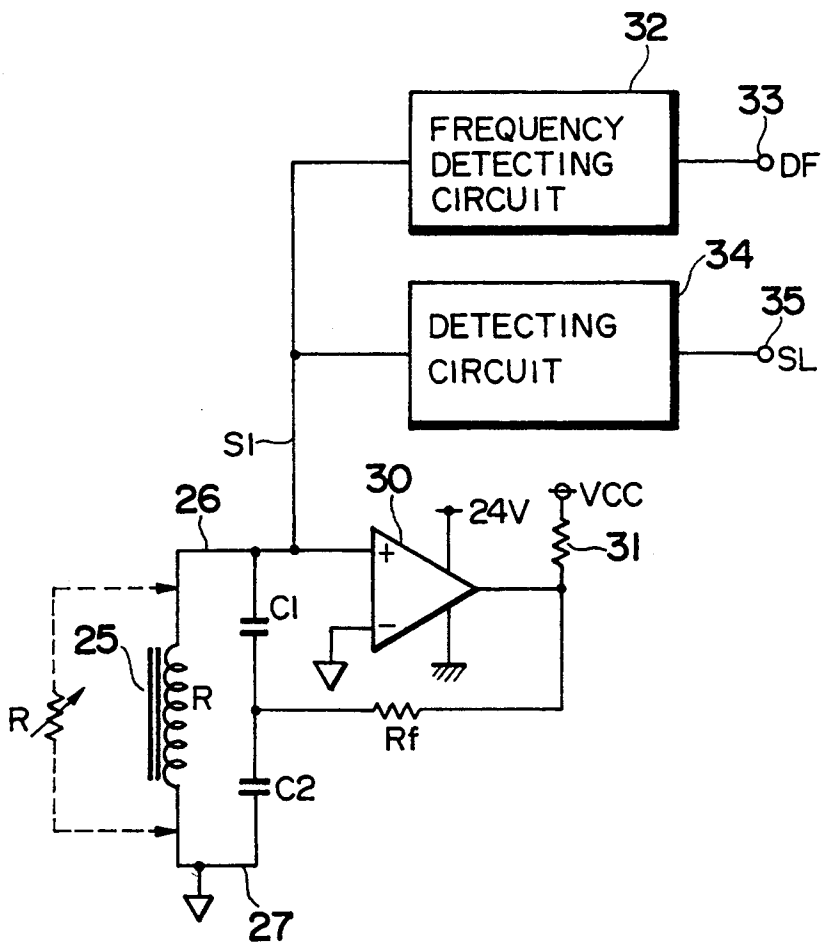 32
FREQUENCY
DETECTING
CIRCUIT
33
DF
34
DETECTING
CIRCUIT
35
SL
S1
26
30
24V
VCC
31
+
−
C1
25
R
R
Rf
C2
27